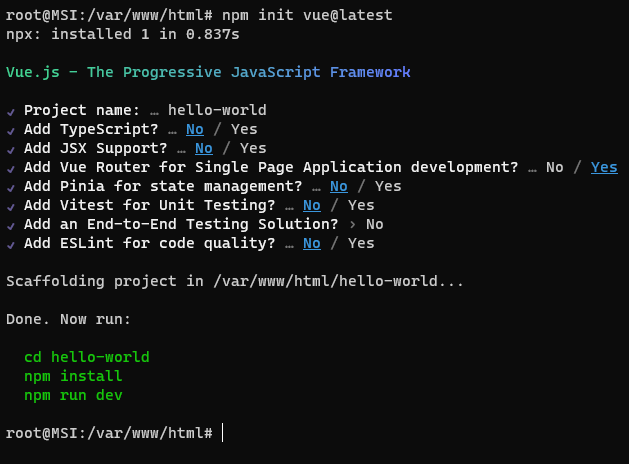 root@MSI:/var/www/html# npm init vue@latest
npx: installed 1 in 0.837s
Vue.js - The Progressive JavaScript Framework
✔ Project name: … hello-world
✔ Add TypeScript? … No / Yes
✔ Add JSX Support? … No / Yes
✔ Add Vue Router for Single Page Application development? … No / Yes
✔ Add Pinia for state management? … No / Yes
✔ Add Vitest for Unit Testing? … No / Yes
✔ Add an End-to-End Testing Solution? › No
✔ Add ESLint for code quality? … No / Yes
Scaffolding project in /var/www/html/hello-world...
Done. Now run:
cd hello-world
npm install
npm run dev
root@MSI:/var/www/html#